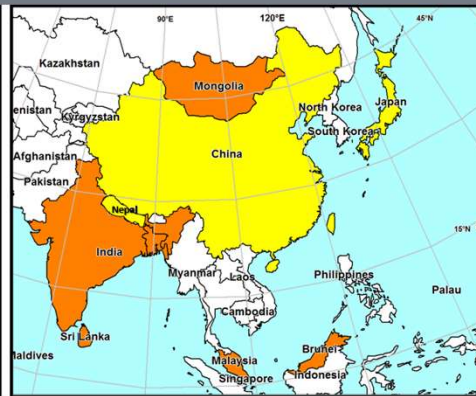 90°E
120°E
45°N
Kazakhstan
Mongolia
enistan
Kyrgyzstan
North Korea
Japan
South Korea
Afghanistan
China
Pakistan
Nepal
India
15°N
Myanmar
Laos
Philippines
Palau
Cambodia
Sri Lanka
Maldives
Malaysia
Brunei
Singapore
Indonesia